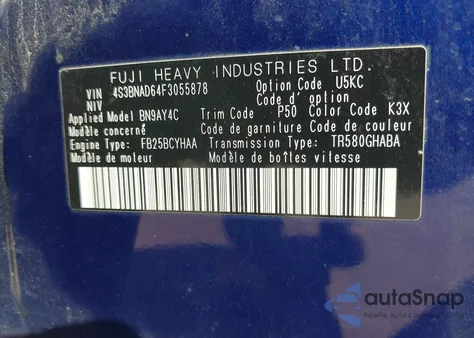 FUJI HEAVY INDUSTRIES LTD.
VIN 4S3BNAD64F3055878 Option Code U5KC
NIV Code d'option
Applied Model BN9AY4C Trim Code P50 Color Code K3X
Modèle concerné Code de garniture Code de couleur
Engine Type FB25BCYHAA Transmission Type TR580GHABA
Modèle de moteur Modèle de boîtes vitesse
autoSnap